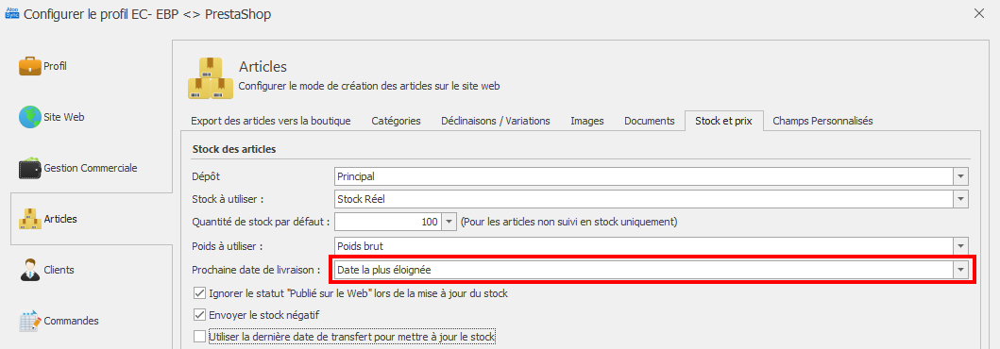 Atoo Sync
Configurer le profil EC- EBP <> PrestaShop
Profil
Site Web
Gestion Commerciale
Articles
Clients
Commandes
Articles
Configurer le mode de création des articles sur le site web
Export des articles vers la boutique Catégories Déclinaisons / Variations Images Documents Stock et prix Champs Personnalisés
Stock des articles
Dépôt Principal
Stock à utiliser : Stock Réel
Quantité de stock par défaut : 100 (Pour les articles non suivi en stock uniquement)
Poids à utiliser : Poids brut
Prochaine date de livraison : Date la plus éloignée
Ignorer le statut "Publié sur le Web" lors de la mise à jour du stock
Envoyer le stock négatif
Utiliser la dernière date de transfert pour mettre à jour le stock